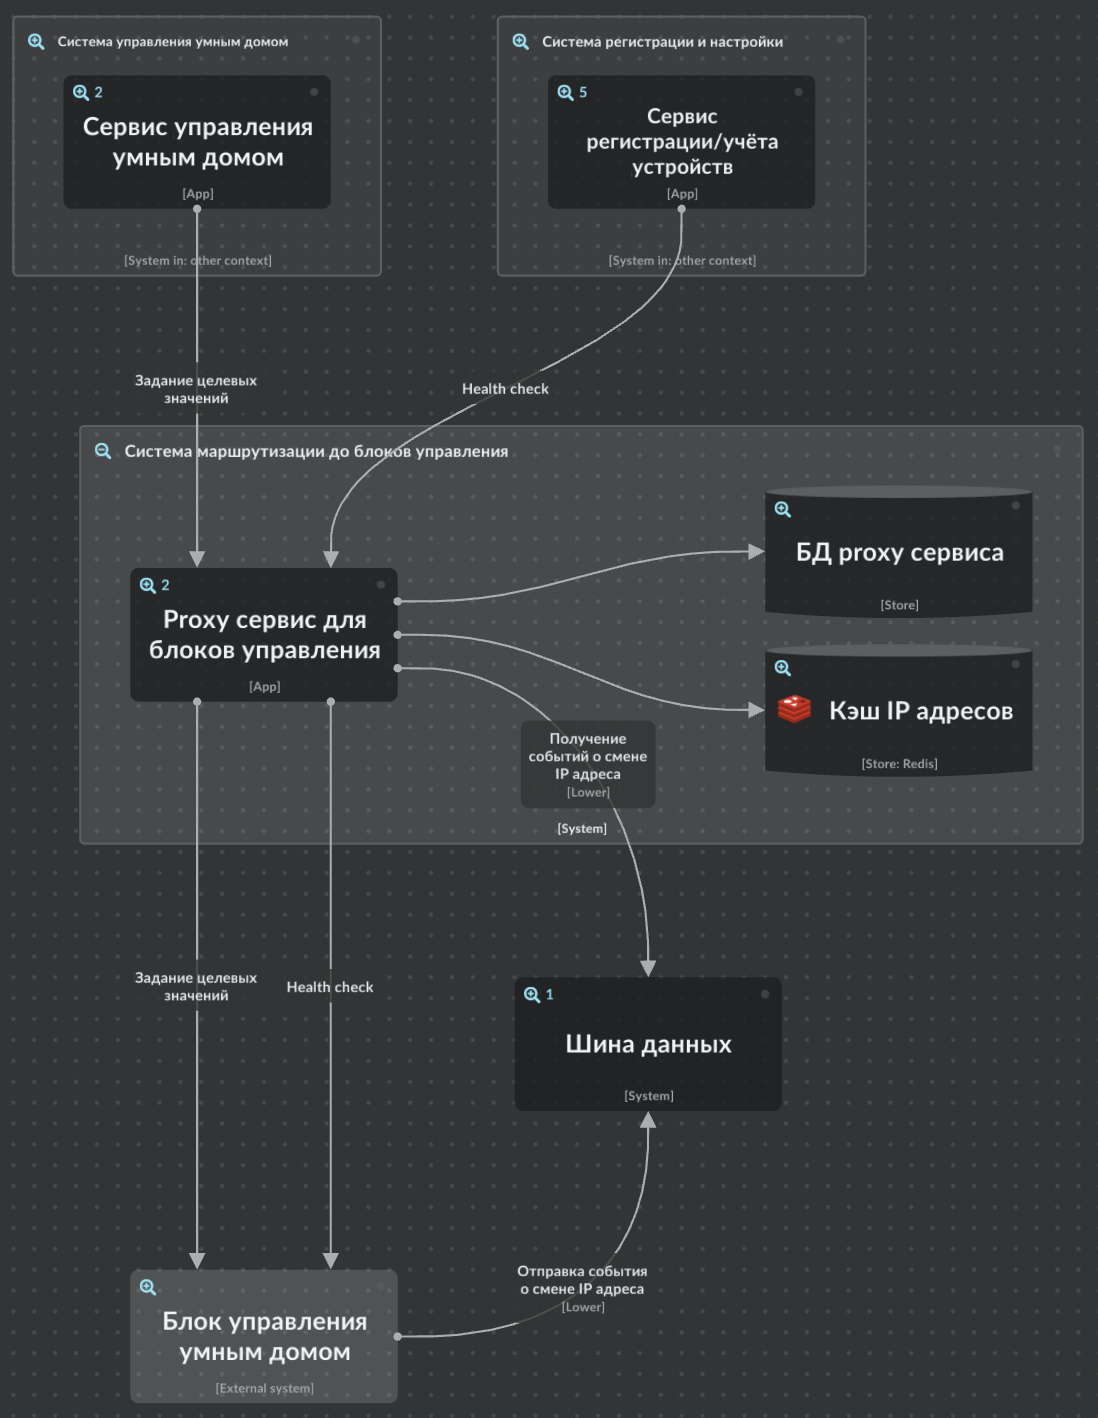 Система управления умным домом
Система регистрации и настройки
2
Сервис управления
умным домом
[App]
[System in: other context]
5
Сервис
регистрации/учёта
устройств
[App]
[System in: other context]
Задание целевых
значений
Health check
Система маршрутизации до блоков управления
БД proxy сервиса
[Store]
2
Proxy сервис для
блоков управления
[App]
Кэш IP адресов
[Store: Redis]
Получение
событий о смене
IP адреса
[Lower]
[System]
Задание целевых
значений
Health check
1
Шина данных
[System]
Отправка события
о смене IP адреса
[Lower]
Блок управления
умным домом
[External system]